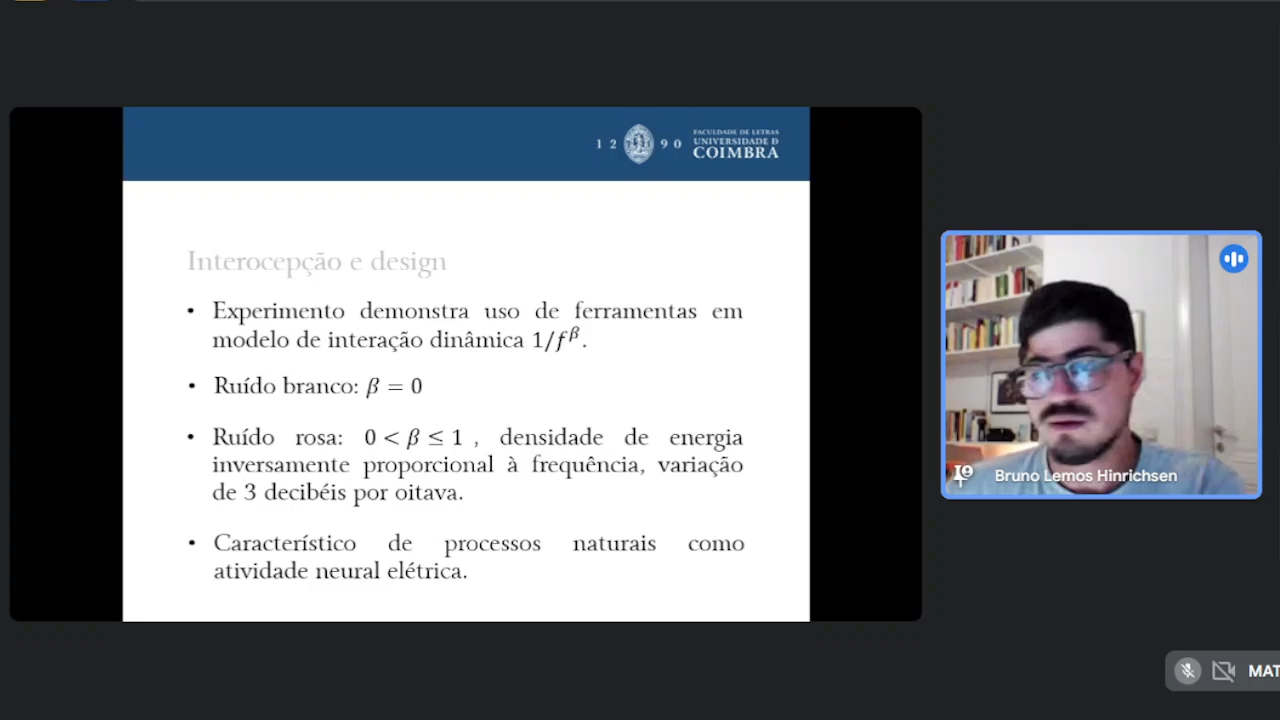 1 2 9 0
FACULDADE DE LETRAS
UNIVERSIDADE Đ
COIMBRA
Interocepção e design
• Experimento demonstra uso de ferramentas em
modelo de interação dinâmica 1/f^β.
• Ruído branco: β = 0
• Ruído rosa: 0 < β ≤ 1 , densidade de energia
inversamente proporcional à frequência, variação
de 3 decibéis por oitava.
• Característico de processos naturais como
atividade neural elétrica.
Bruno Lemos Hinrichsen
MAT